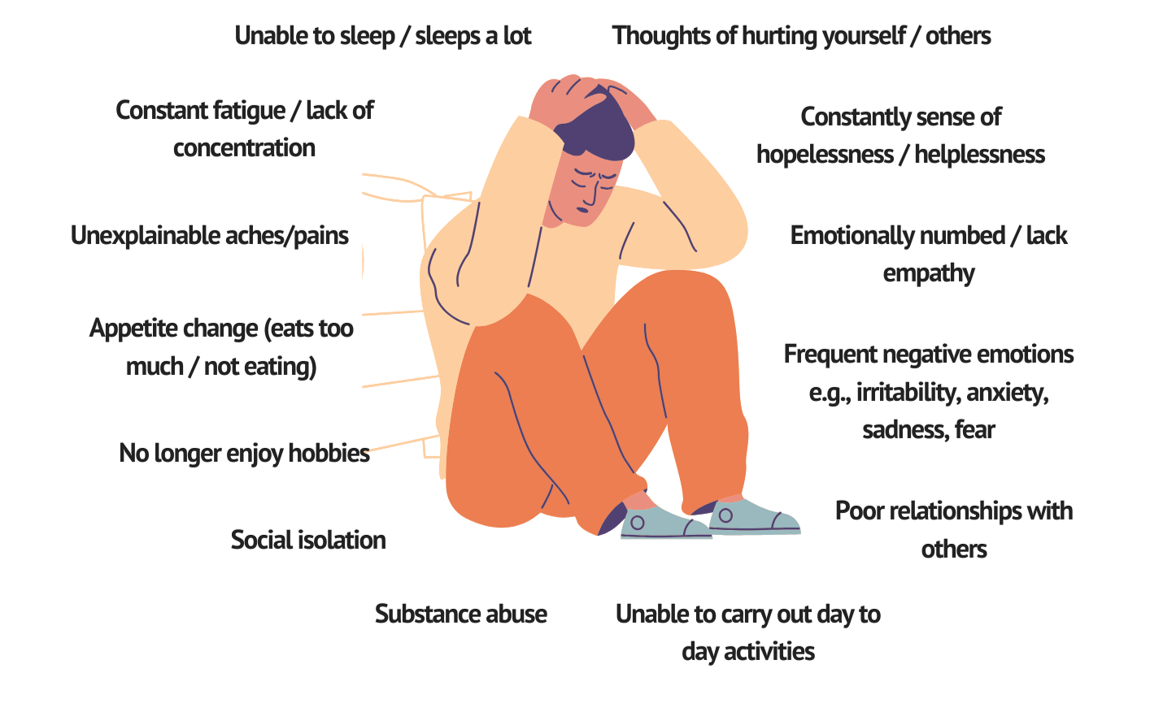 Unable to sleep / sleeps a lot
Thoughts of hurting yourself / others
Constant fatigue / lack of
concentration
Constantly sense of
hopelessness / helplessness
Unexplainable aches/pains
Emotionally numbed / lack
empathy
Appetite change (eats too
much / not eating)
Frequent negative emotions
e.g., irritability, anxiety,
sadness, fear
No longer enjoy hobbies
Poor relationships with
others
Social isolation
Substance abuse
Unable to carry out day to
day activities